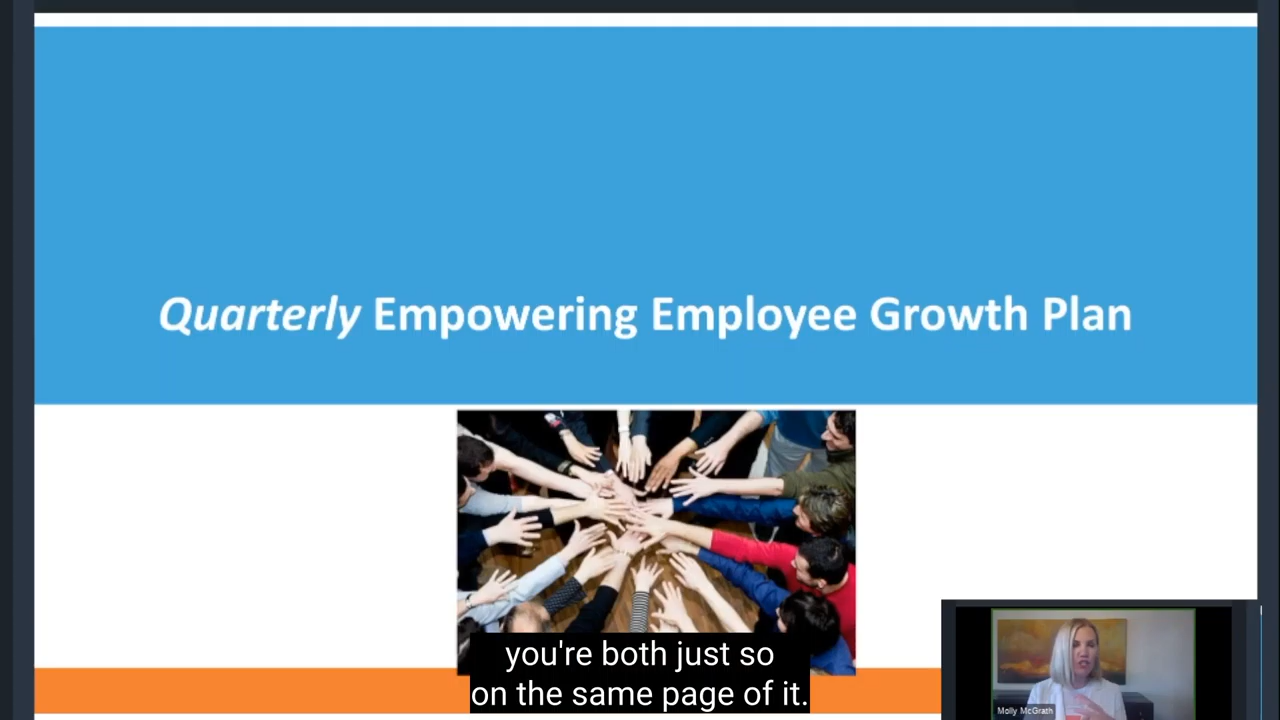 Quarterly Empowering Employee Growth Plan
you're both just so
on the same page of it.
Molly McGrath